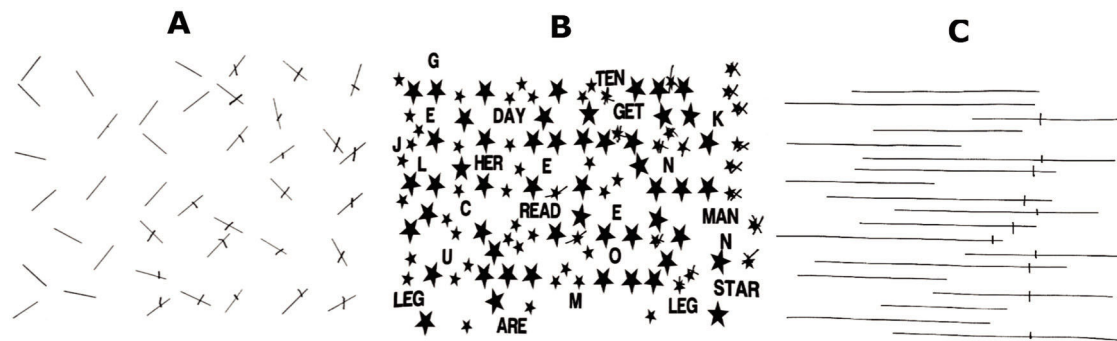 A B C
G
TEN
E DAY GET K
J
L HER E N
C READ E MAN
N
U O
LEG M LEG STAR
ARE